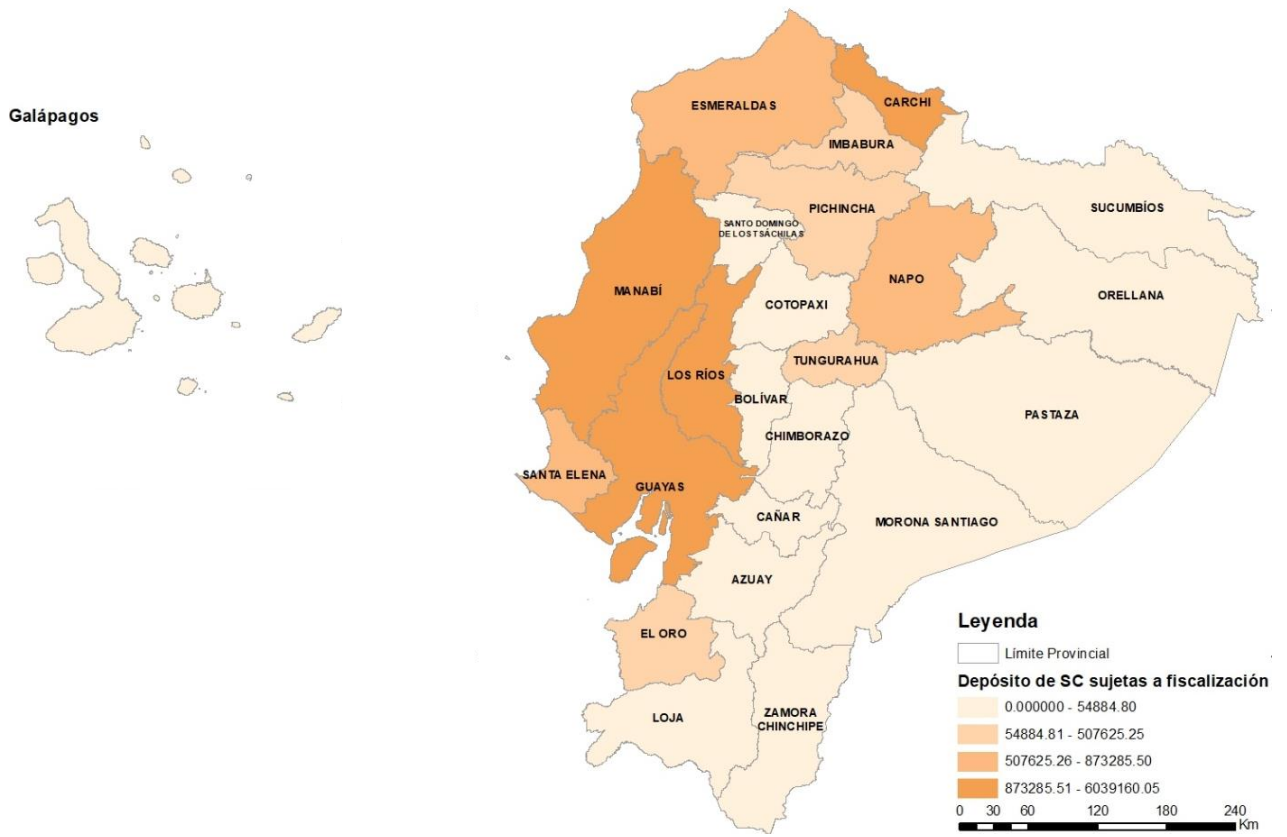 Galápagos
ESMERALDAS
CARCHI
IMBABURA
PICHINCHA
SUCUMBÍOS
SANTO DOMINGO
DE LOS TSÁCHILAS
NAPO
MANABÍ
COTOPAXI
ORELLANA
TUNGURAHUA
LOS RÍOS
BOLÍVAR
PASTAZA
CHIMBORAZO
SANTA ELENA
GUAYAS
CAÑAR
MORONA SANTIAGO
AZUAY
EL ORO
LOJA
ZAMORA
CHINCHIPE
Leyenda
Límite Provincial
Depósito de SC sujetas a fiscalización
0.000000 - 54884.80
54884.81 - 507625.25
507625.26 - 873285.50
873285.51 - 6039160.05
0 30 60 120 180 240
Km